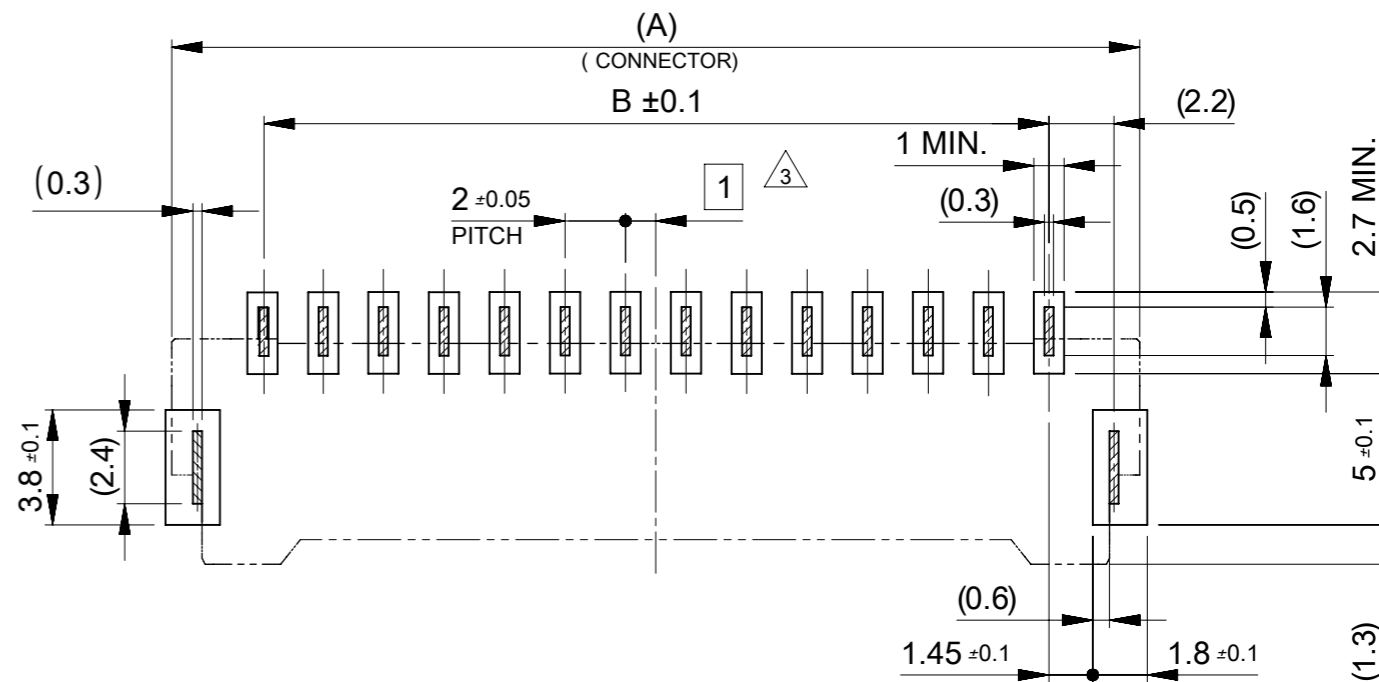 (A)
( CONNECTOR)
B ±0.1
(2.2)
1 MIN.
(0.3)
2 ±0.05
PITCH
1
3
(0.3)
(0.5)
(1.6)
2.7 MIN.
3.8 ±0.1
(2.4)
5 ±0.1
(0.6)
1.45 ±0.1
1.8 ±0.1
(1.3)